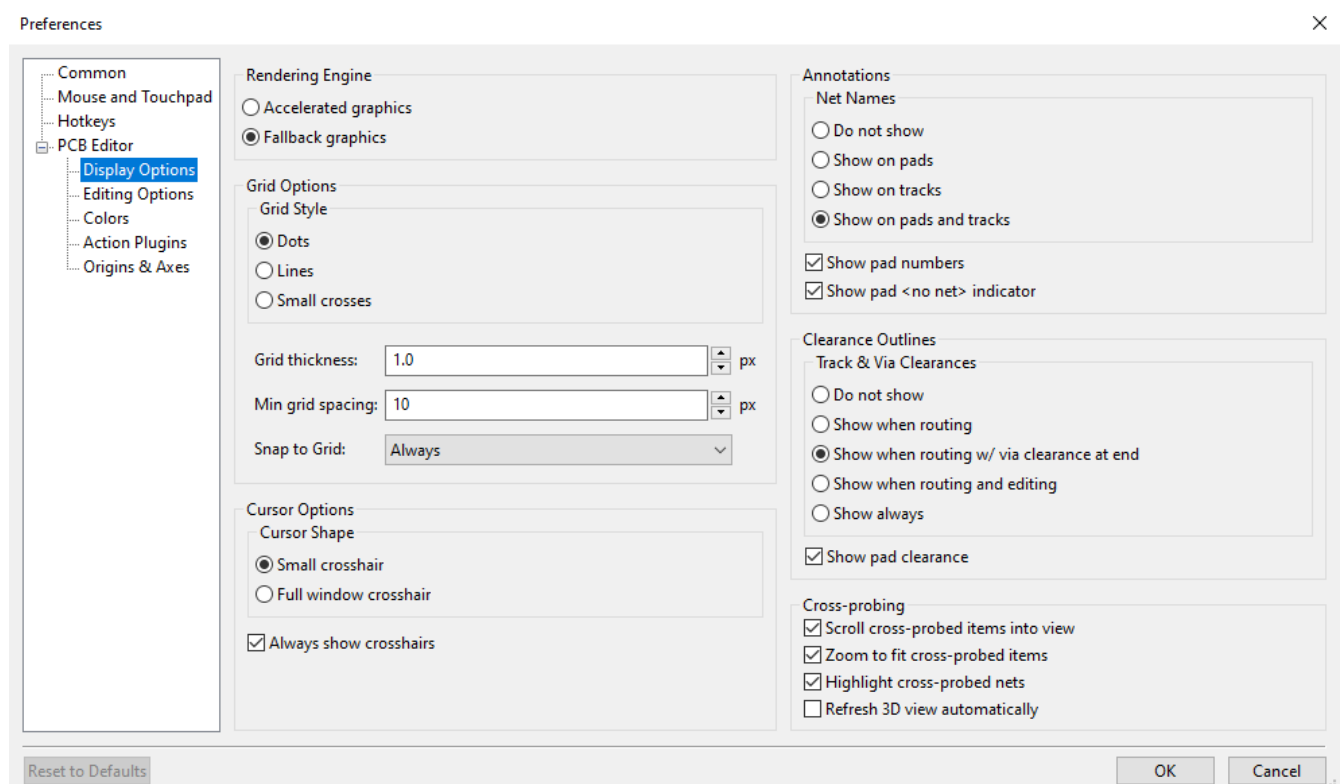 Preferences
Common
Mouse and Touchpad
Hotkeys
PCB Editor
Display Options
Editing Options
Colors
Action Plugins
Origins & Axes
Rendering Engine
Accelerated graphics
Fallback graphics
Grid Options
Grid Style
Dots
Lines
Small crosses
Grid thickness: 1.0 px
Min grid spacing: 10 px
Snap to Grid: Always
Cursor Options
Cursor Shape
Small crosshair
Full window crosshair
Always show crosshairs
Annotations
Net Names
Do not show
Show on pads
Show on tracks
Show on pads and tracks
Show pad numbers
Show pad <no net> indicator
Clearance Outlines
Track & Via Clearances
Do not show
Show when routing
Show when routing w/ via clearance at end
Show when routing and editing
Show always
Show pad clearance
Cross-probing
Scroll cross-probed items into view
Zoom to fit cross-probed items
Highlight cross-probed nets
Refresh 3D view automatically
Reset to Defaults
OK
Cancel